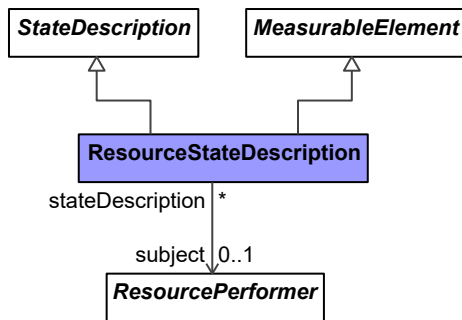 StateDescription
MeasurableElement
ResourceStateDescription
stateDescription *
subject 0..1
ResourcePerformer